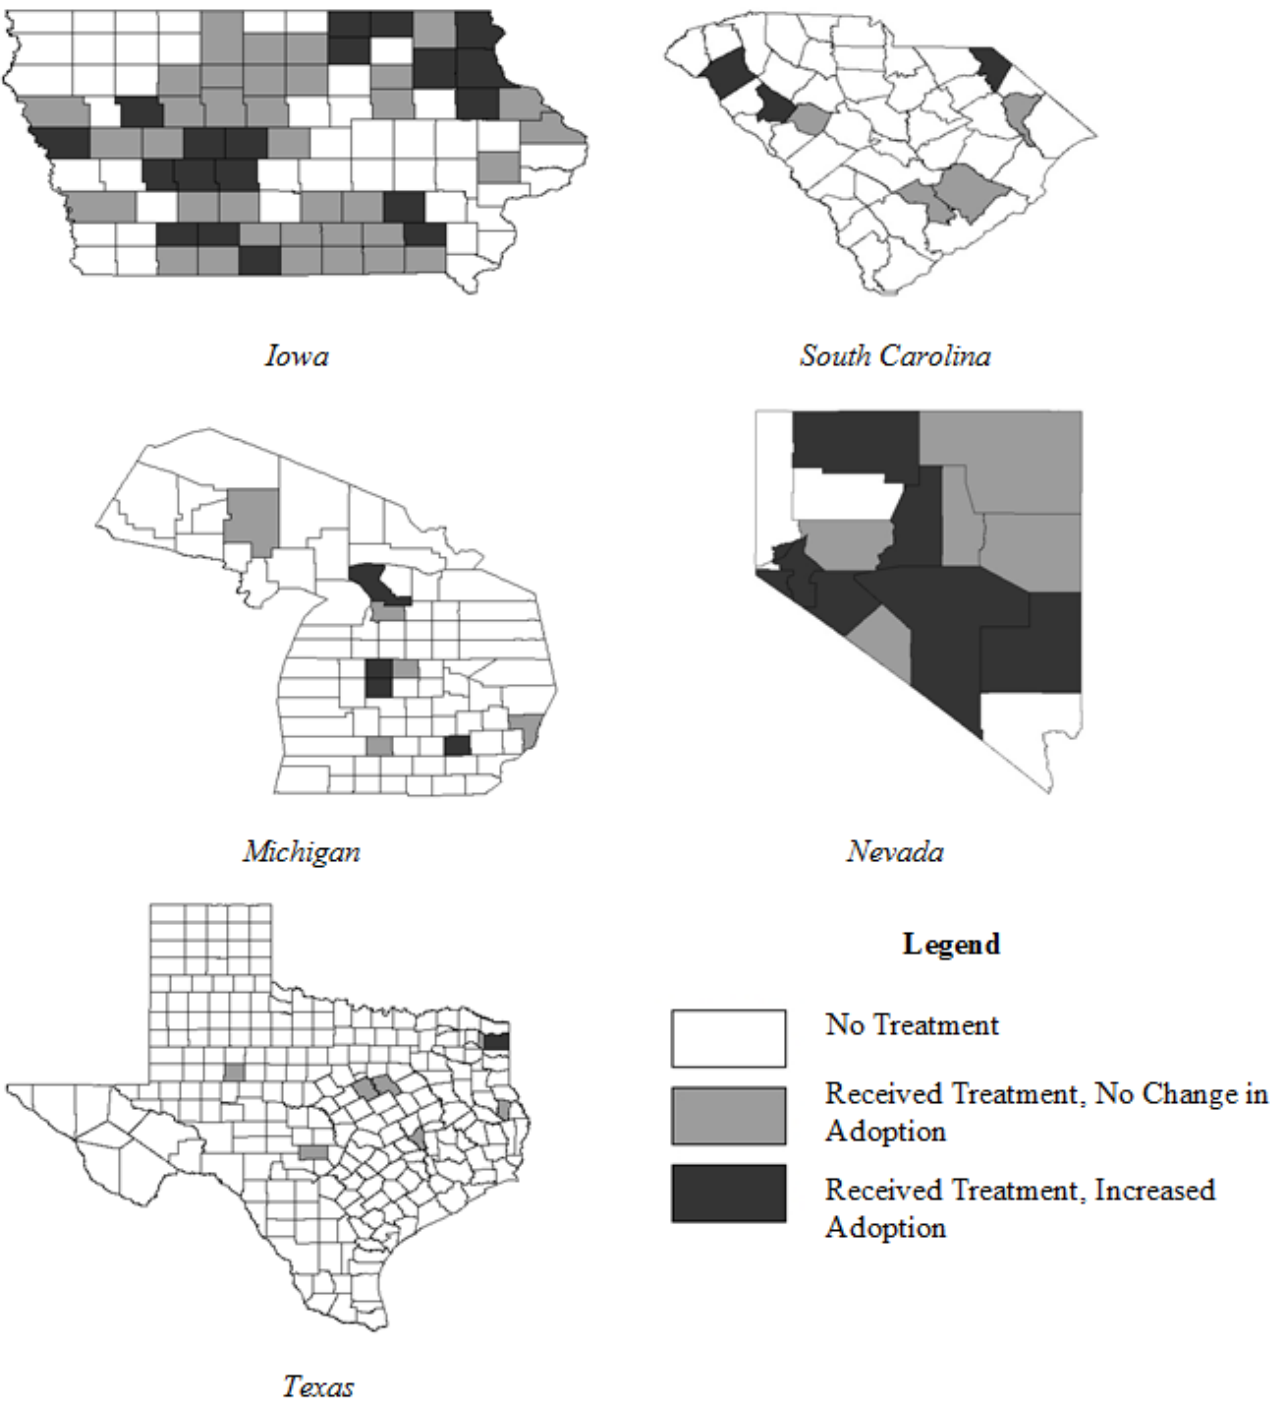 Iowa
South Carolina
Michigan
Nevada
Legend
No Treatment
Received Treatment, No Change in
Adoption
Received Treatment, Increased
Adoption
Texas